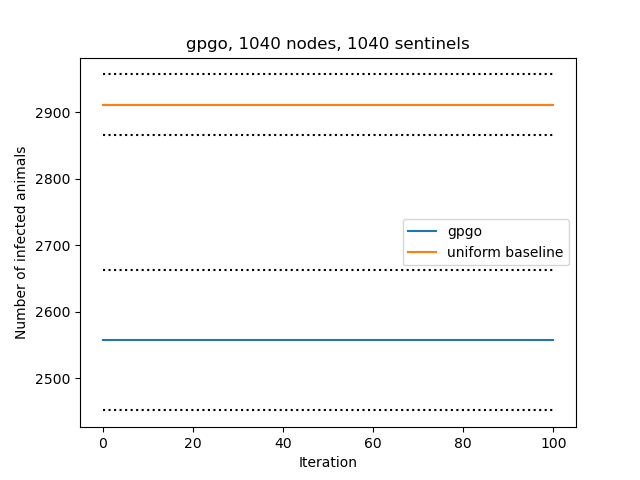 gpgo, 1040 nodes, 1040 sentinels
Number of infected animals
2900
2800
2700
2600
2500
gpgo
uniform baseline
0 20 40 60 80 100
Iteration